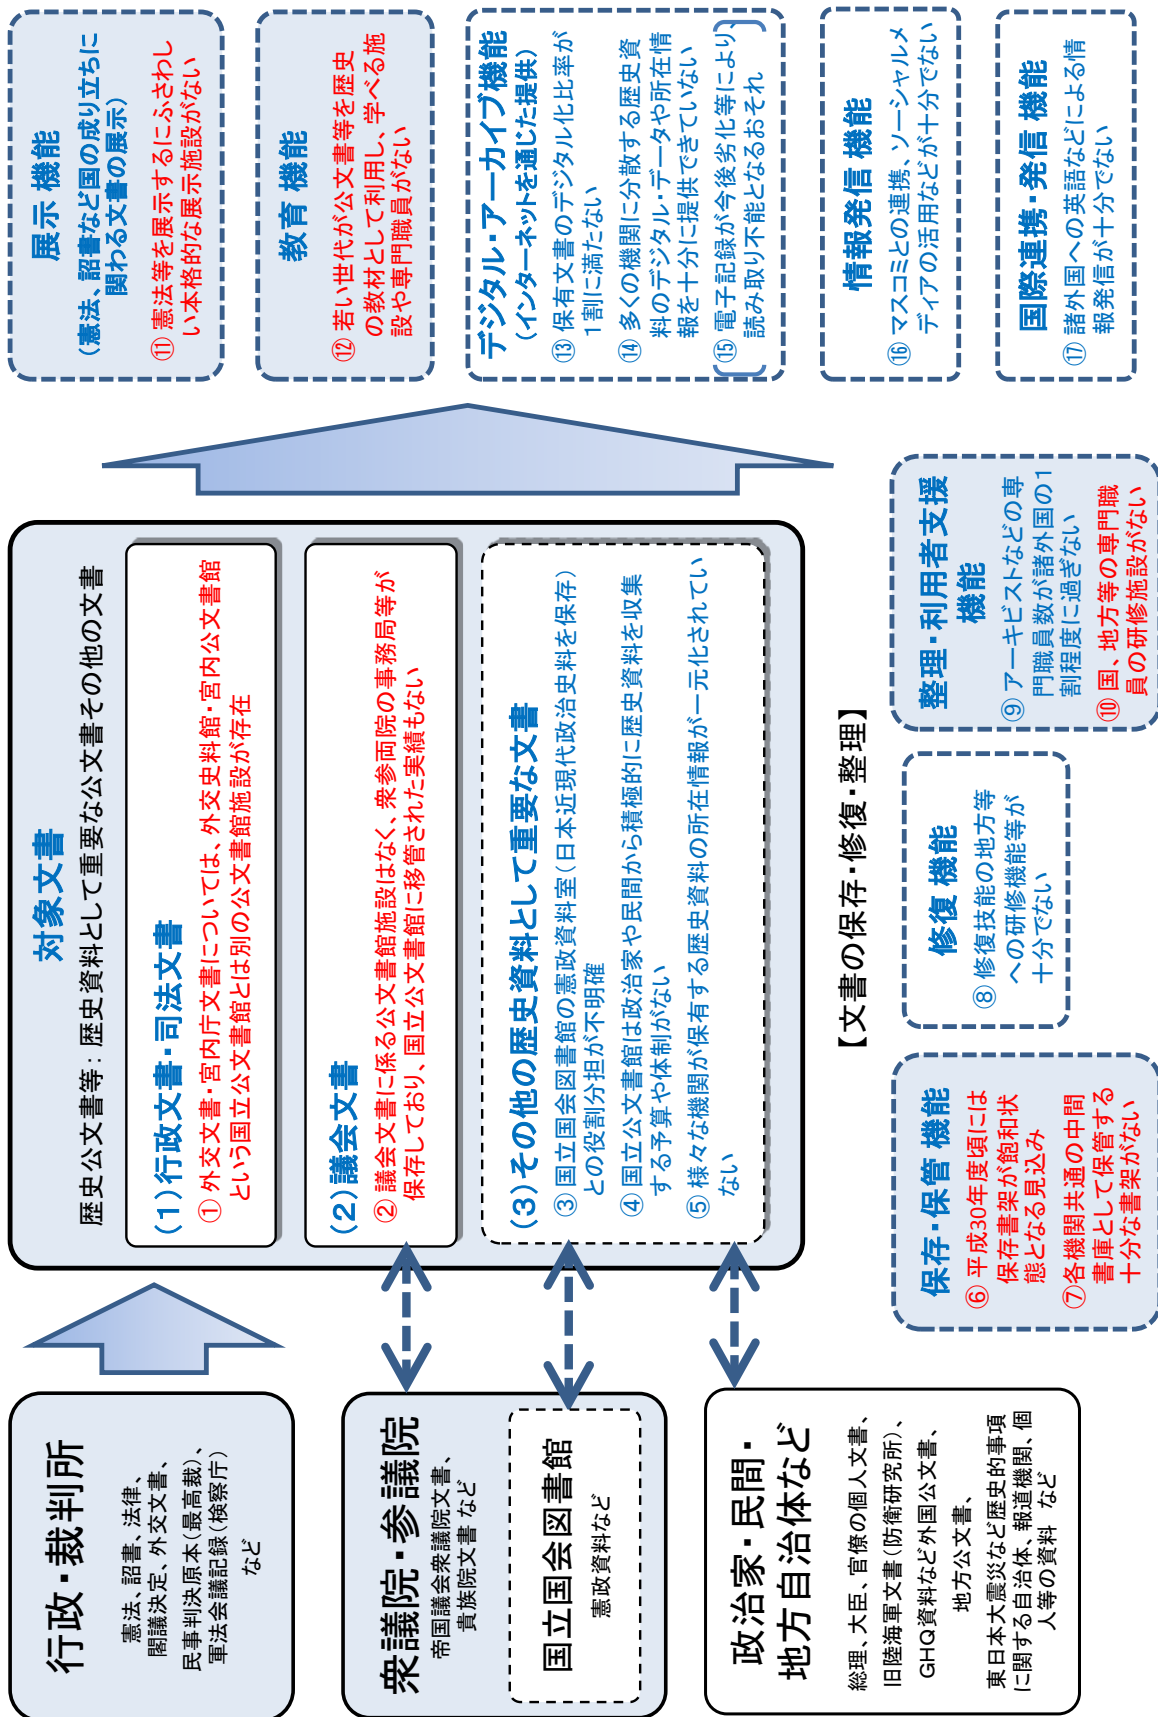 行政・裁判所
憲法、詔書、法律、
閣議決定、外交文書、
民事判決原本（最高裁）、
軍法会議記録（検察庁）
など
衆議院・参議院
帝国議会衆議院文書、
貴族院文書 など
国立国会図書館
憲政資料など
政治家・民間・
地方自治体など
総理、大臣、官僚の個人文書、
旧陸海軍文書（防衛研究所）、
GHQ資料など外国公文書、
地方公文書、
東日本大震災など歴史的事項
に関する自治体、報道機関、個
人等の資料 など
対象文書
歴史公文書等：歴史資料として重要な公文書その他の文書
（１）行政文書・司法文書
① 外交文書・宮内庁文書については、外交史料館・宮内公文書館
という国立公文書館とは別の公文書館施設が存在
（２）議会文書
② 議会文書に係る公文書館施設はなく、衆参両院の事務局等が
保存しており、国立公文書館に移管された実績もない
（３）その他の歴史資料として重要な文書
③ 国立国会図書館の憲政資料室（日本近現代政治史料を保存）
との役割分担が不明確
④ 国立公文書館は政治家や民間から積極的に歴史資料を収集
する予算や体制がない
⑤ 様々な機関が保有する歴史資料の所在情報が一元化されてい
ない
【文書の保存・修復・整理】
保存・保管 機能
⑥ 平成30年度頃には
保存書架が飽和状
態となる見込み
⑦各機関共通の中間
書庫として保管する
十分な書架がない
修復 機能
⑧ 修復技能の地方等
への研修機能等が
十分でない
整理・利用者支援
機能
⑨ アーキビストなどの専
門職員数が諸外国の１
割程度に過ぎない
⑩ 国、地方等の専門職
員の研修施設がない
展示 機能
（憲法、詔書など国の成り立ちに
関わる文書の展示）
⑪ 憲法等を展示するにふさわし
い本格的な展示施設がない
教育 機能
⑫ 若い世代が公文書等を歴史
の教材として利用し、学べる施
設や専門職員がない
デジタル・アーカイブ機能
（インターネットを通じた提供）
⑬ 保有文書のデジタル化比率が
１割に満たない
⑭ 多くの機関に分散する歴史資
料のデジタル・データや所在情
報を十分に提供できていない
⑮ 電子記録が今後劣化等により、
読み取り不能となるおそれ
情報発信 機能
⑯ マスコミとの連携、ソーシャルメ
ディアの活用などが十分でない
国際連携・発信 機能
⑰ 諸外国への英語などによる情
報発信が十分でない